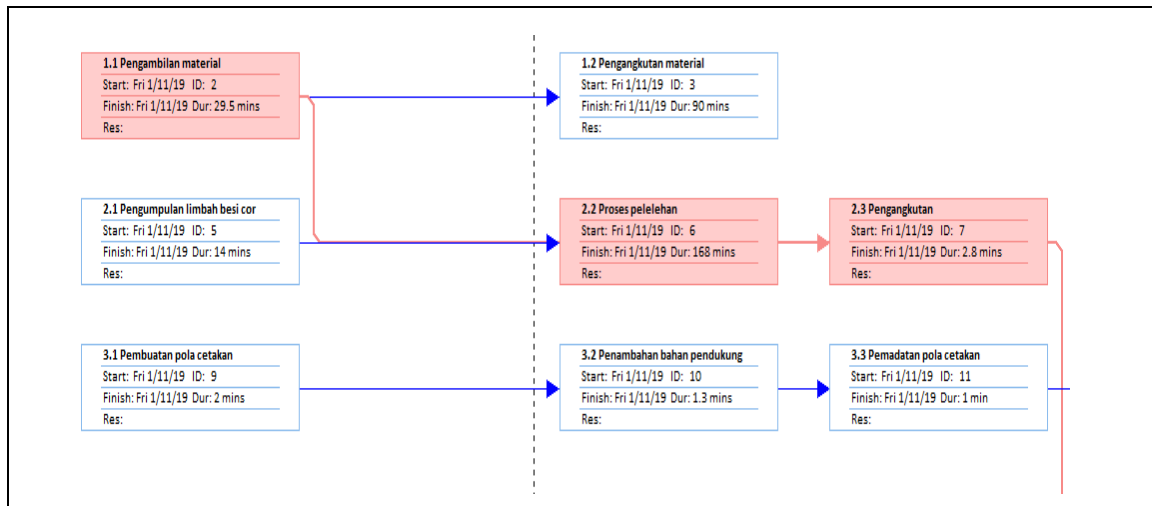 1.1 Pengambilan material
Start: Fri 1/11/19 ID: 2
Finish: Fri 1/11/19 Dur: 29.5 mins
Res:
1.2 Pengangkutan material
Start: Fri 1/11/19 ID: 3
Finish: Fri 1/11/19 Dur: 90 mins
Res:
2.1 Pengumpulan limbah besi cor
Start: Fri 1/11/19 ID: 5
Finish: Fri 1/11/19 Dur: 14 mins
Res:
2.2 Proses pelelehan
Start: Fri 1/11/19 ID: 6
Finish: Fri 1/11/19 Dur: 168 mins
Res:
2.3 Pengangkutan
Start: Fri 1/11/19 ID: 7
Finish: Fri 1/11/19 Dur: 2.8 mins
Res:
3.1 Pembuatan pola cetakan
Start: Fri 1/11/19 ID: 9
Finish: Fri 1/11/19 Dur: 2 mins
Res:
3.2 Penambahan bahan pendukung
Start: Fri 1/11/19 ID: 10
Finish: Fri 1/11/19 Dur: 1.3 mins
Res:
3.3 Pemadatan pola cetakan
Start: Fri 1/11/19 ID: 11
Finish: Fri 1/11/19 Dur: 1 min
Res: